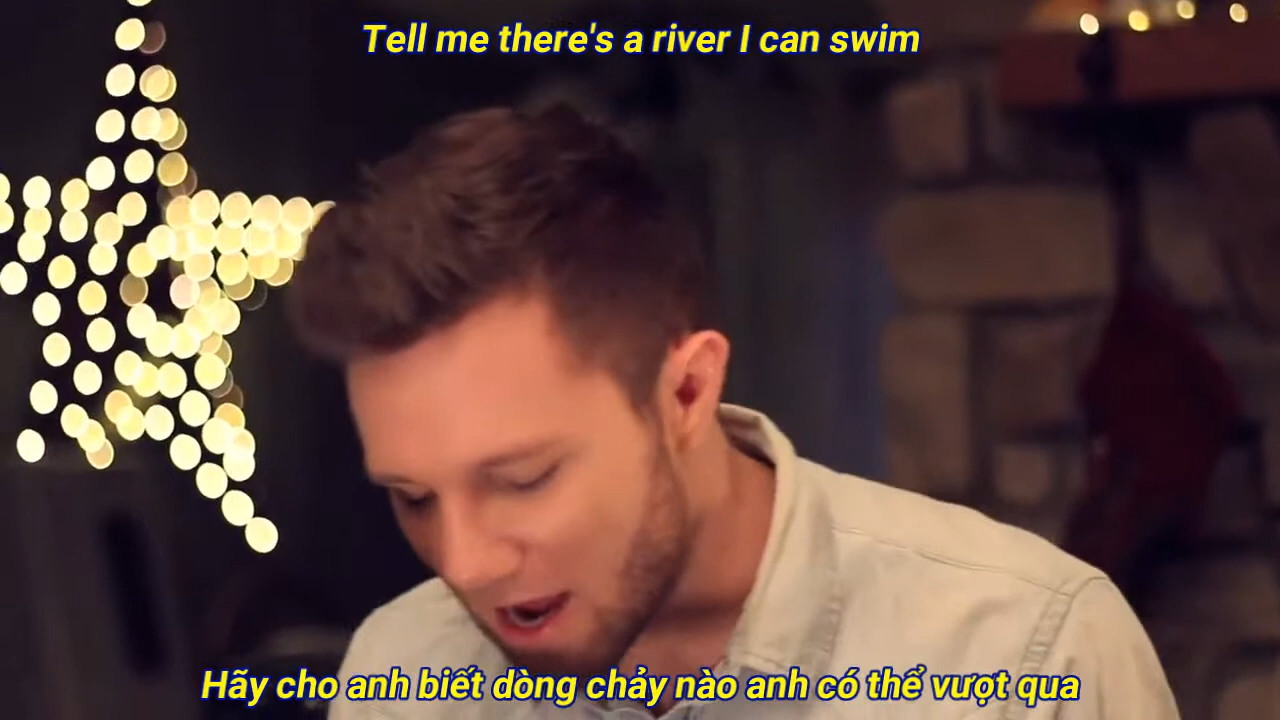 Tell me there's a river I can swim
Hãy cho anh biết dòng chảy nào anh có thể vượt qua